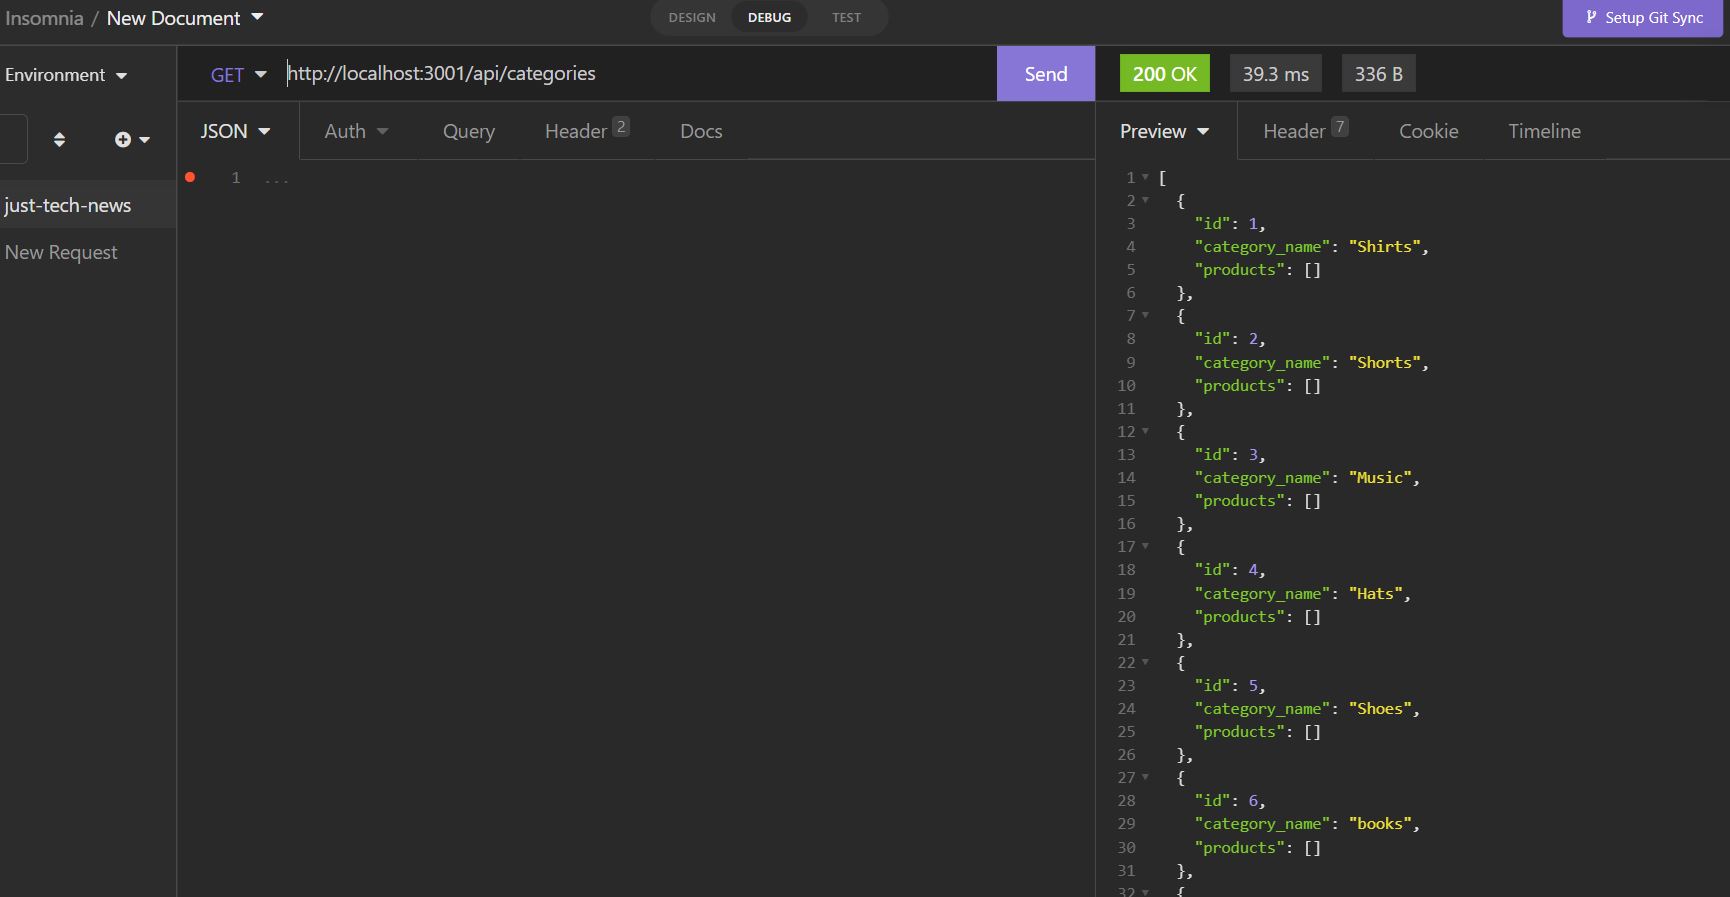 Insomnia / New Document
DESIGN DEBUG TEST
Setup Git Sync
Environment
GET http://localhost:3001/api/categories Send
200 OK 39.3 ms 336 B
JSON Auth Query Header 2 Docs
Preview Header 7 Cookie Timeline
just-tech-news
New Request
1 ...
1 [
2 {
3 "id": 1,
4 "category_name": "Shirts",
5 "products": []
6 },
7 {
8 "id": 2,
9 "category_name": "Shorts",
10 "products": []
11 },
12 {
13 "id": 3,
14 "category_name": "Music",
15 "products": []
16 },
17 {
18 "id": 4,
19 "category_name": "Hats",
20 "products": []
21 },
22 {
23 "id": 5,
24 "category_name": "Shoes",
25 "products": []
26 },
27 {
28 "id": 6,
29 "category_name": "books",
30 "products": []
31 },
32 {